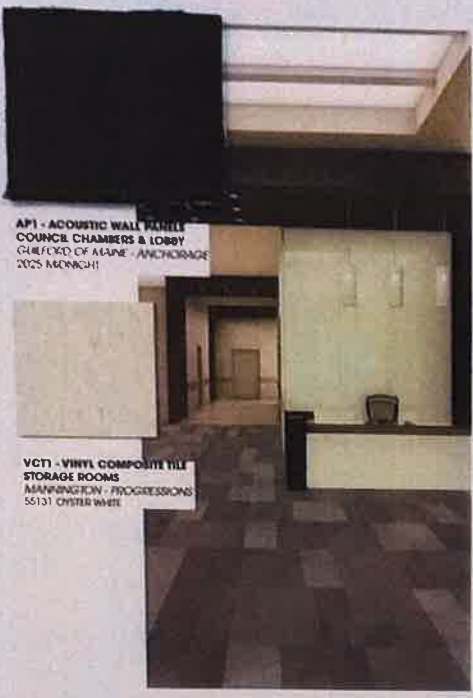 AP1 - ACOUSTIC WALL PANELS
COUNCIL CHAMBERS & LOBBY
GUILFORD OF MAINE - ANCHORAGE
2025 MIDNIGHT
VCT1 - VINYL COMPOSITE TILE
STORAGE ROOMS
MANNINGTON - PROGRESSIONS
55131 OYSTER WHITE